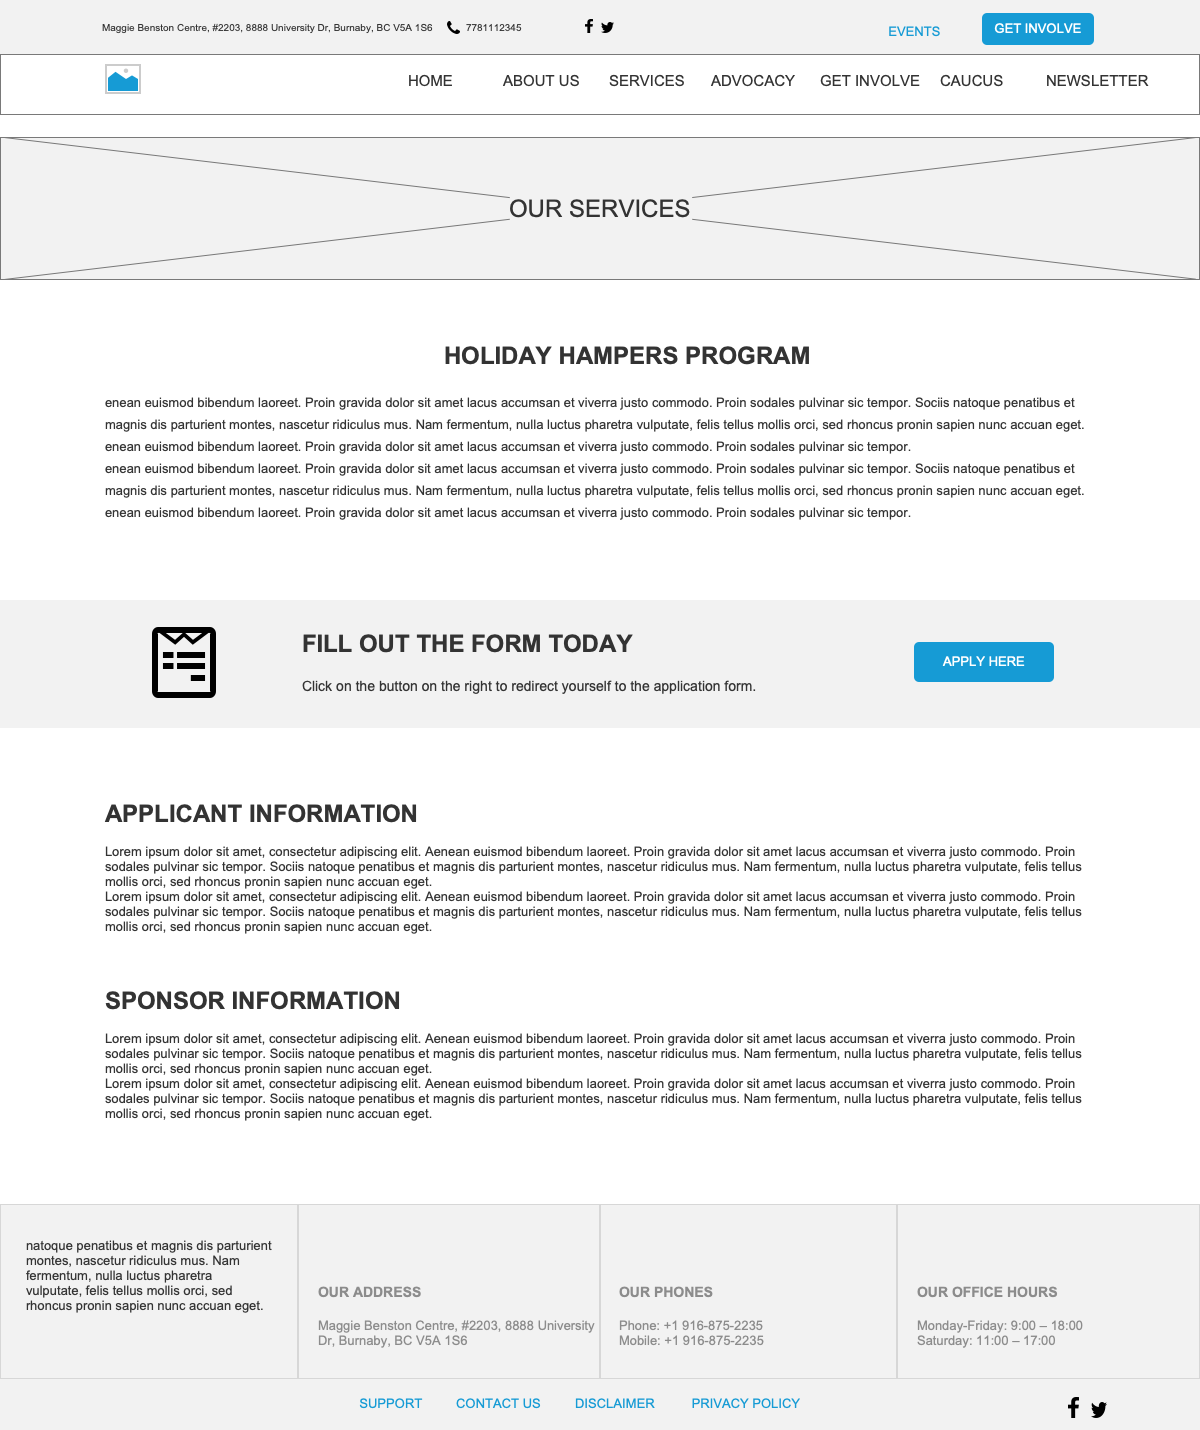 Maggie Benston Centre, #2203, 8888 University Dr, Burnaby, BC V5A 1S6 7781112345 EVENTS GET INVOLVE
HOME ABOUT US SERVICES ADVOCACY GET INVOLVE CAUCUS NEWSLETTER
OUR SERVICES
HOLIDAY HAMPERS PROGRAM
enean euismod bibendum laoreet. Proin gravida dolor sit amet lacus accumsan et viverra justo commodo. Proin sodales pulvinar sic tempor. Sociis natoque penatibus et
magnis dis parturient montes, nascetur ridiculus mus. Nam fermentum, nulla luctus pharetra vulputate, felis tellus mollis orci, sed rhoncus pronin sapien nunc accuan eget.
enean euismod bibendum laoreet. Proin gravida dolor sit amet lacus accumsan et viverra justo commodo. Proin sodales pulvinar sic tempor.
enean euismod bibendum laoreet. Proin gravida dolor sit amet lacus accumsan et viverra justo commodo. Proin sodales pulvinar sic tempor. Sociis natoque penatibus et
magnis dis parturient montes, nascetur ridiculus mus. Nam fermentum, nulla luctus pharetra vulputate, felis tellus mollis orci, sed rhoncus pronin sapien nunc accuan eget.
enean euismod bibendum laoreet. Proin gravida dolor sit amet lacus accumsan et viverra justo commodo. Proin sodales pulvinar sic tempor.
FILL OUT THE FORM TODAY
Click on the button on the right to redirect yourself to the application form.
APPLY HERE
APPLICANT INFORMATION
Lorem ipsum dolor sit amet, consectetur adipiscing elit. Aenean euismod bibendum laoreet. Proin gravida dolor sit amet lacus accumsan et viverra justo commodo. Proin
sodales pulvinar sic tempor. Sociis natoque penatibus et magnis dis parturient montes, nascetur ridiculus mus. Nam fermentum, nulla luctus pharetra vulputate, felis tellus
mollis orci, sed rhoncus pronin sapien nunc accuan eget.
Lorem ipsum dolor sit amet, consectetur adipiscing elit. Aenean euismod bibendum laoreet. Proin gravida dolor sit amet lacus accumsan et viverra justo commodo. Proin
sodales pulvinar sic tempor. Sociis natoque penatibus et magnis dis parturient montes, nascetur ridiculus mus. Nam fermentum, nulla luctus pharetra vulputate, felis tellus
mollis orci, sed rhoncus pronin sapien nunc accuan eget.
SPONSOR INFORMATION
Lorem ipsum dolor sit amet, consectetur adipiscing elit. Aenean euismod bibendum laoreet. Proin gravida dolor sit amet lacus accumsan et viverra justo commodo. Proin
sodales pulvinar sic tempor. Sociis natoque penatibus et magnis dis parturient montes, nascetur ridiculus mus. Nam fermentum, nulla luctus pharetra vulputate, felis tellus
mollis orci, sed rhoncus pronin sapien nunc accuan eget.
Lorem ipsum dolor sit amet, consectetur adipiscing elit. Aenean euismod bibendum laoreet. Proin gravida dolor sit amet lacus accumsan et viverra justo commodo. Proin
sodales pulvinar sic tempor. Sociis natoque penatibus et magnis dis parturient montes, nascetur ridiculus mus. Nam fermentum, nulla luctus pharetra vulputate, felis tellus
mollis orci, sed rhoncus pronin sapien nunc accuan eget.
natoque penatibus et magnis dis parturient
montes, nascetur ridiculus mus. Nam
fermentum, nulla luctus pharetra
vulputate, felis tellus mollis orci, sed
rhoncus pronin sapien nunc accuan eget.
OUR ADDRESS
Maggie Benston Centre, #2203, 8888 University
Dr, Burnaby, BC V5A 1S6
OUR PHONES
Phone: +1 916-875-2235
Mobile: +1 916-875-2235
OUR OFFICE HOURS
Monday-Friday: 9:00 – 18:00
Saturday: 11:00 – 17:00
SUPPORT CONTACT US DISCLAIMER PRIVACY POLICY